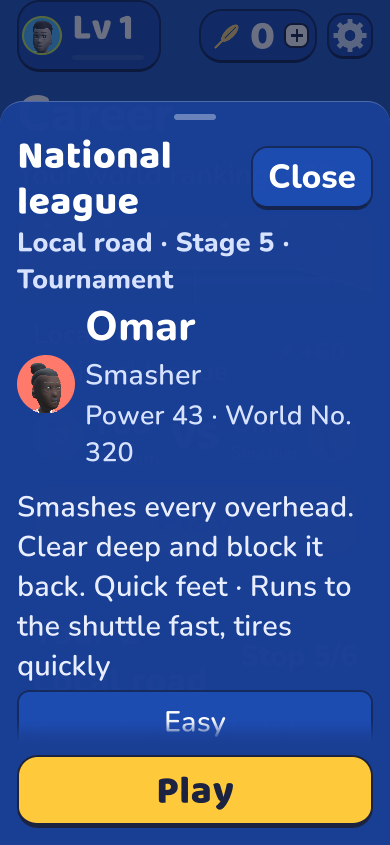 Lv 1
0
Career
National
league
Close
Local road · Stage 5 ·
Tournament
Omar
Smasher
Power 43 · World No.
320
Smashes every overhead.
Clear deep and block it
back. Quick feet · Runs to
the shuttle fast, tires
quickly
Easy
Play